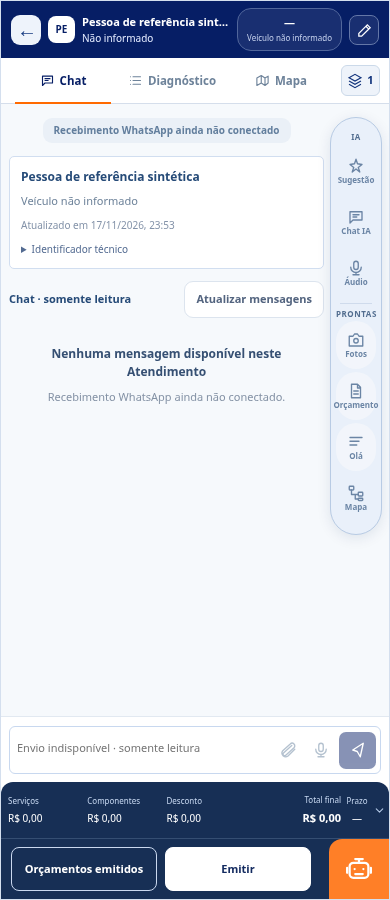 ←
PE
Pessoa de referência sint...
Não informado
—
Veículo não informado
Chat
Diagnóstico
Mapa
1
Recebimento WhatsApp ainda não conectado
Pessoa de referência sintética
Veículo não informado
Atualizado em 17/11/2026, 23:53
▶ Identificador técnico
Chat · somente leitura
Atualizar mensagens
Nenhuma mensagem disponível neste
Atendimento
Recebimento WhatsApp ainda não conectado.
IA
Sugestão
Chat IA
Áudio
PRONTAS
Fotos
Orçamento
Olá
Mapa
Envio indisponível · somente leitura
Serviços
R$ 0,00
Componentes
R$ 0,00
Desconto
R$ 0,00
Total final
R$ 0,00
Prazo
—
Orçamentos emitidos
Emitir